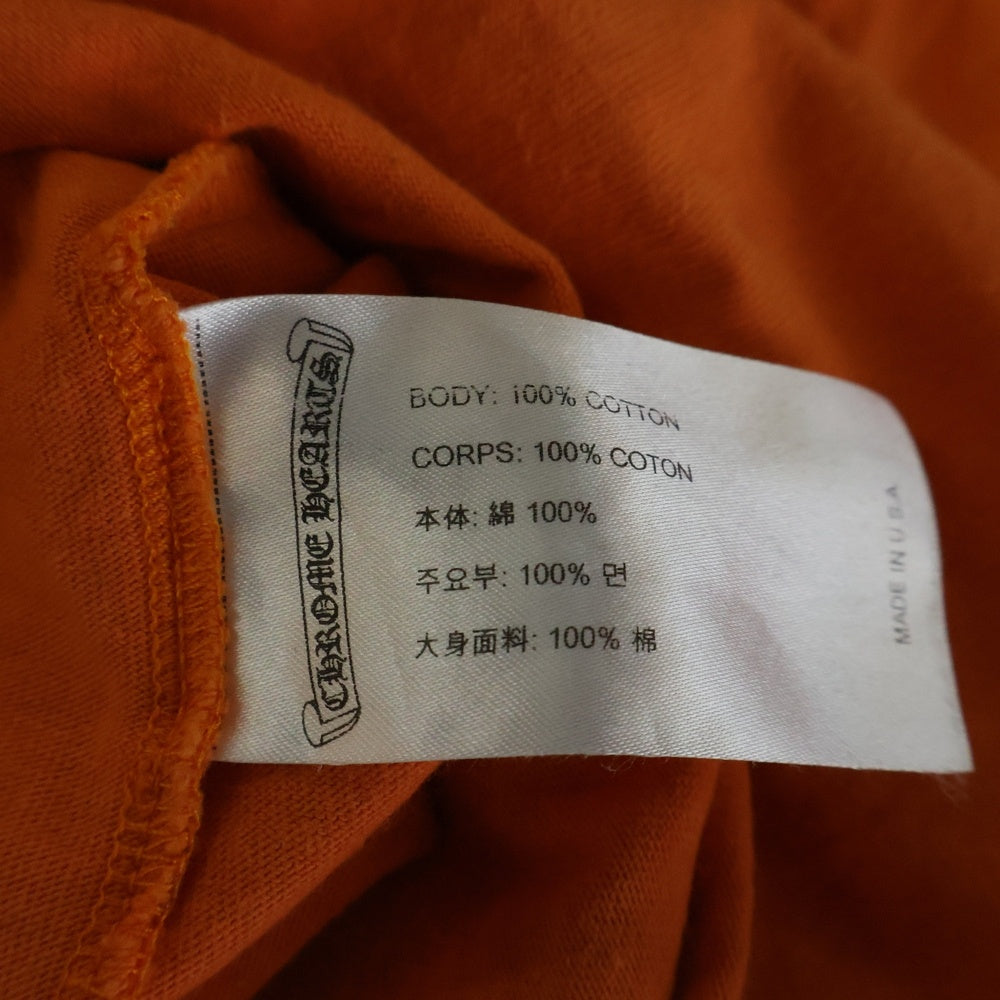 CHROME HEARTS
BODY: 100% COTTON
CORPS: 100% COTON
本体: 綿 100%
주요부: 100% 면
大身面料: 100% 棉
MADE IN U.S.A